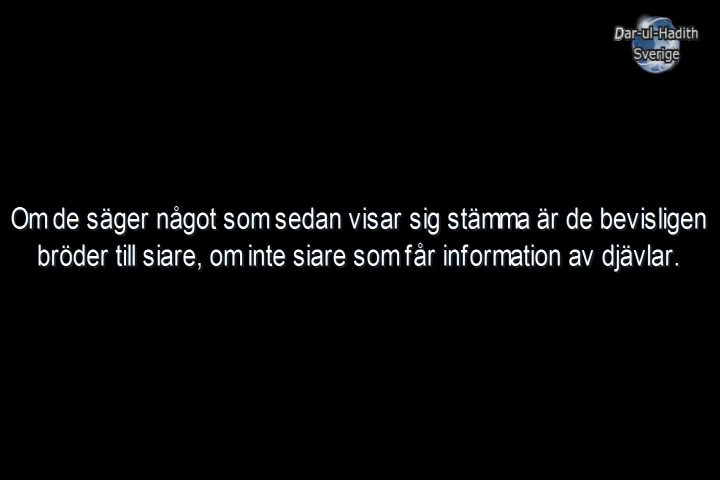 Dar-ul-Hadith
Sverige
Om de säger något som sedan visar sig stämma är de bevisligen
bröder till siare, om inte siare som får information av djävlar.